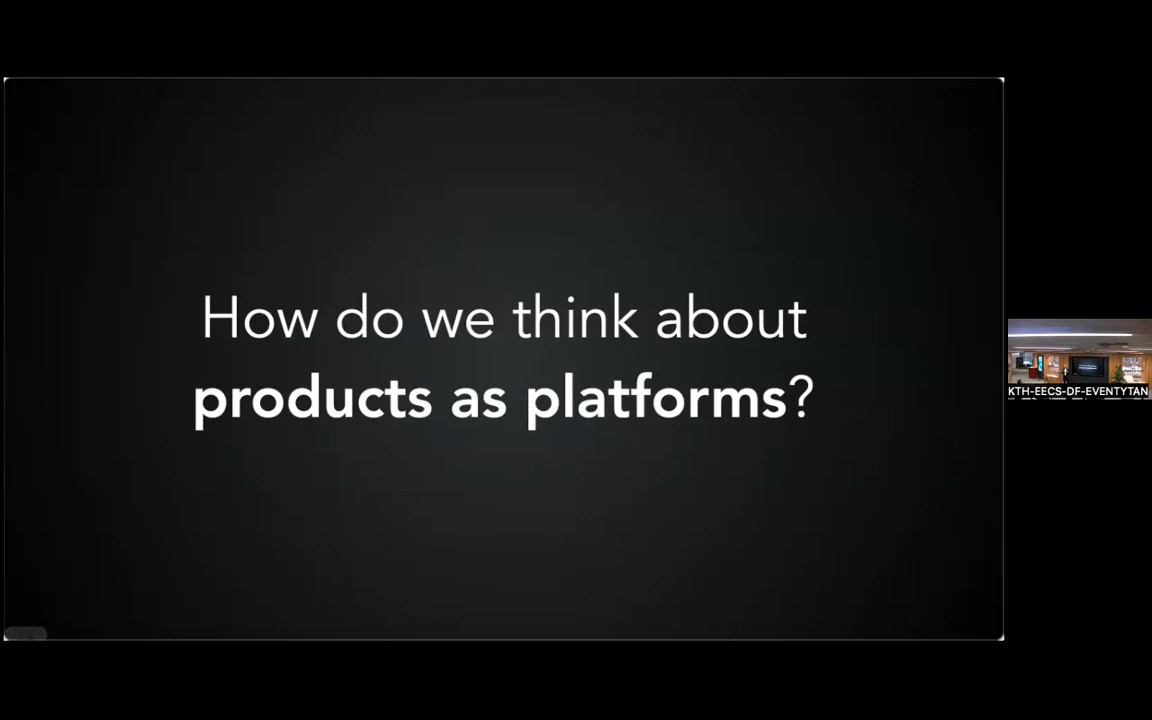 How do we think about
products as platforms?
KTH-EECS-DF-EVENTYTAN